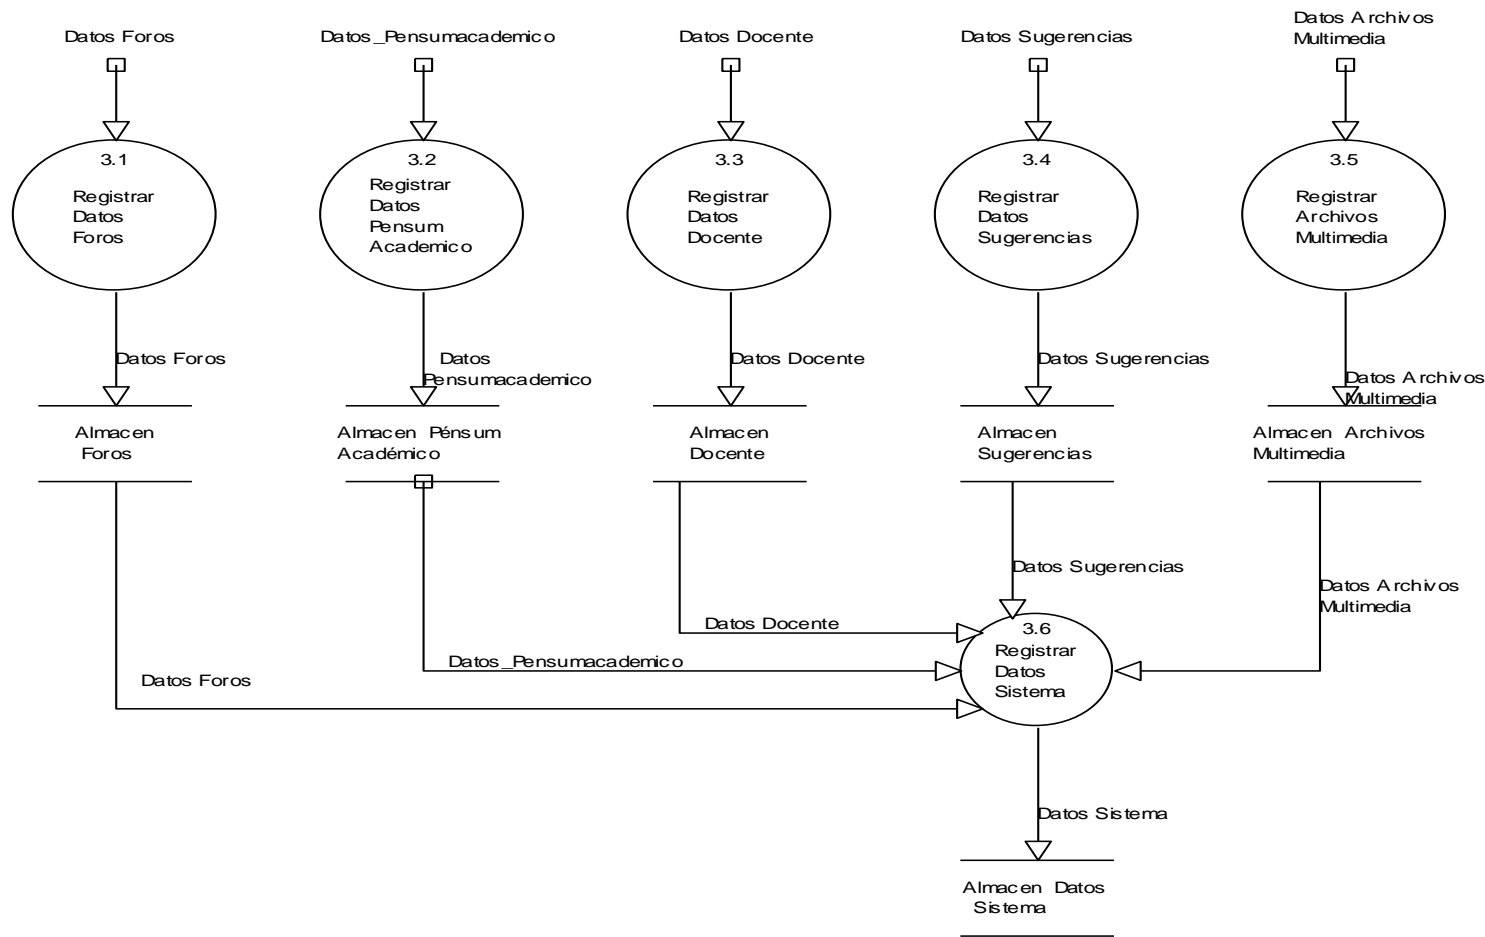 Datos Foros
Datos_Pensumacademico
Datos Docente
Datos Sugerencias
Datos Archivos
Multimedia
3.1
Registrar
Datos
Foros
3.2
Registrar
Datos
Pensum
Academico
3.3
Registrar
Datos
Docente
3.4
Registrar
Datos
Sugerencias
3.5
Registrar
Archivos
Multimedia
Datos Foros
Datos
Pensumacademico
Datos Docente
Datos Sugerencias
Datos Archivos
Multimedia
Almacen
Foros
Almacen Pénsum
Académico
Almacen
Docente
Almacen
Sugerencias
Almacen Archivos
Multimedia
Datos Sugerencias
Datos Archivos
Multimedia
Datos Docente
Datos_Pensumacademico
Datos Foros
3.6
Registrar
Datos
Sistema
Datos Sistema
Almacen Datos
Sistema